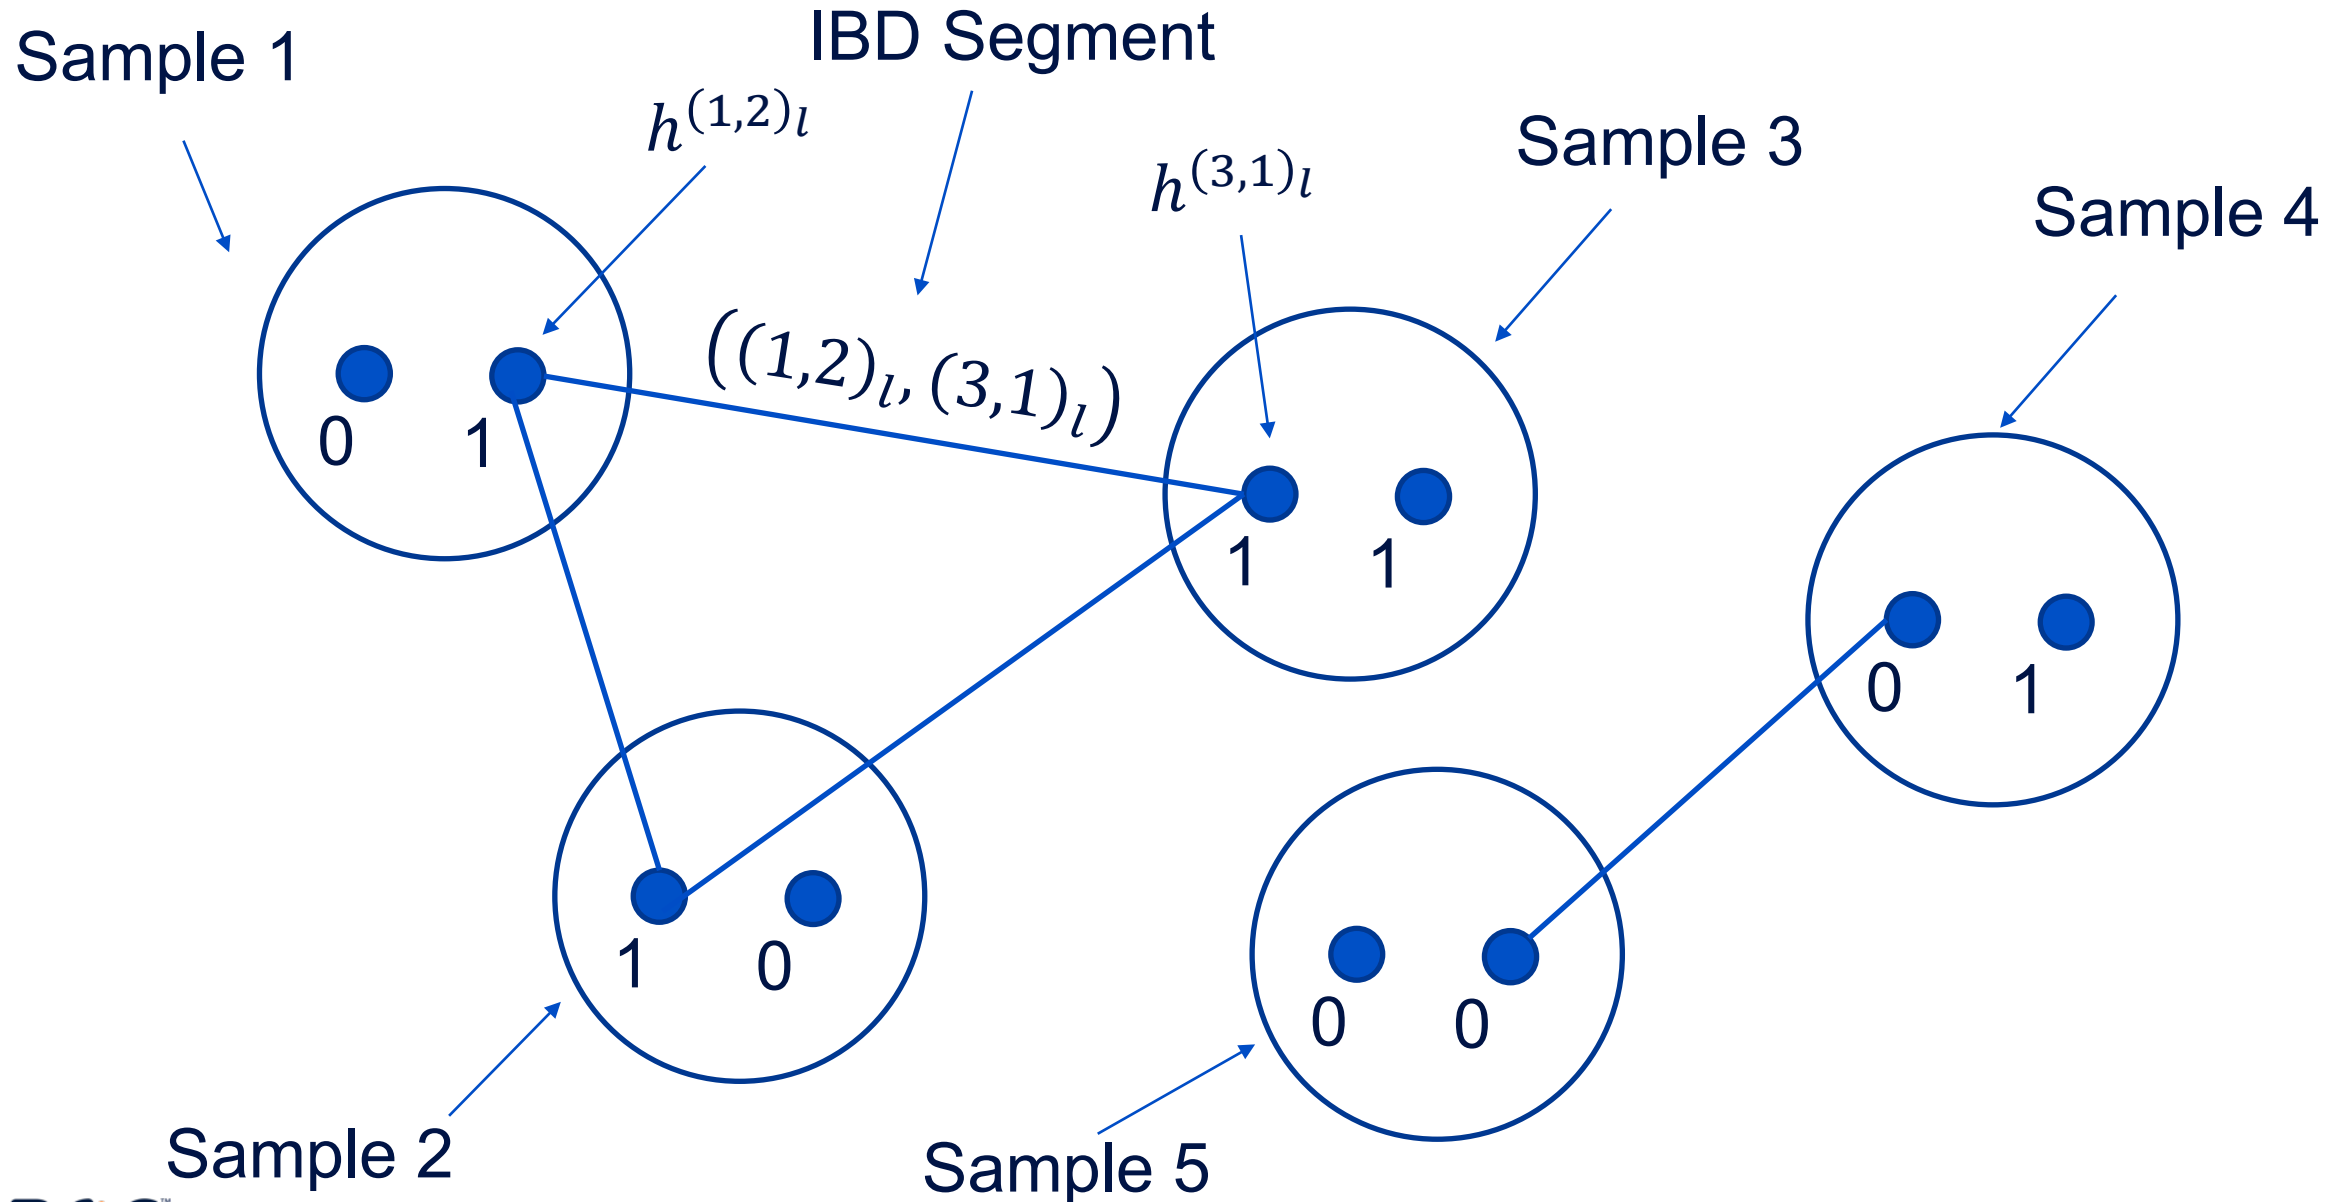 IBD Segment
Sample 1
h^{(1,2)_l}
Sample 3
h^{(3,1)_l}
Sample 4
((1,2)_l, (3,1)_l)
0 1
1 1
0 1
1 0
0 0
Sample 2
Sample 5